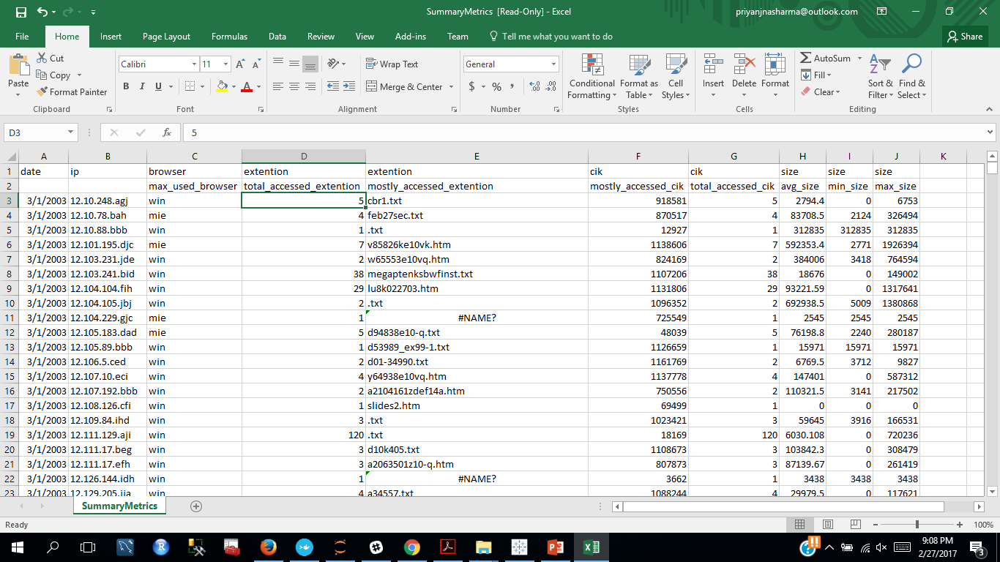 SummaryMetrics [Read-Only] - Excel
priyanjnasharma@outlook.com
File Home Insert Page Layout Formulas Data Review View Add-ins Team Tell me what you want to do Share
Paste
Cut
Copy
Format Painter
Calibri 11
B I U
Wrap Text
Merge & Center
General
$ % ,
Conditional Formatting
Format as Table
Cell Styles
Insert
Delete
Format
AutoSum
Fill
Clear
Sort & Filter
Find & Select
Clipboard Font Alignment Number Styles Cells Editing
D3 fx 5
A B C D E F G H I J K
1 date ip browser extention extention cik cik size size size
2 max_used_browser total_accessed_extention mostly_accessed_extention mostly_accessed_cik total_accessed_cik avg_size min_size max_size
3 3/1/2003 12.10.248.agj win 5 cbr1.txt 918581 5 2794.4 0 6753
4 3/1/2003 12.10.78.bah mie 4 feb27sec.txt 870517 4 83708.5 2124 326494
5 3/1/2003 12.10.88.bbb win 1 .txt 12927 1 312835 312835 312835
6 3/1/2003 12.101.195.djc mie 7 v85826ke10vk.htm 1138606 7 592353.4 2771 1926394
7 3/1/2003 12.103.231.jde win 2 w65553e10vq.htm 824169 2 384006 3418 764594
8 3/1/2003 12.103.241.bid win 38 megaptenksbwfinst.txt 1107206 38 18676 0 149002
9 3/1/2003 12.104.104.fih win 29 lu8k022703.htm 1131806 29 93221.59 0 1317641
10 3/1/2003 12.104.105.jbj win 2 .txt 1096352 2 692938.5 5009 1380868
11 3/1/2003 12.104.229.gjc mie 1 #NAME? 725549 1 2545 2545 2545
12 3/1/2003 12.105.183.dad mie 5 d94838e10-q.txt 48039 5 76198.8 2240 280187
13 3/1/2003 12.105.89.bbb win 1 d53989_ex99-1.txt 1126659 1 15971 15971 15971
14 3/1/2003 12.106.5.ced win 2 d01-34990.txt 1161769 2 6769.5 3712 9827
15 3/1/2003 12.107.10.eci win 4 y64938e10vq.htm 1137778 4 147401 0 587312
16 3/1/2003 12.107.192.bbb win 2 a2104161zdef14a.htm 750556 2 110321.5 3141 217502
17 3/1/2003 12.108.126.cfi win 1 slides2.htm 69499 1 0 0 0
18 3/1/2003 12.109.84.ihd win 3 .txt 1023421 3 59645 3916 166531
19 3/1/2003 12.111.129.aji win 120 .txt 18169 120 6030.108 0 720236
20 3/1/2003 12.111.17.beg win 3 d10k405.txt 1108673 3 103842.3 0 308479
21 3/1/2003 12.111.17.efh win 3 a2063501z10-q.htm 807873 3 87139.67 0 261419
22 3/1/2003 12.126.144.idh win 1 #NAME? 3662 1 3438 3438 3438
23 3/1/2003 12.129.205.jia win 4 a34557.txt 1088244 4 29979.5 0 117621
SummaryMetrics
Ready 100%
9:08 PM
2/27/2017
3